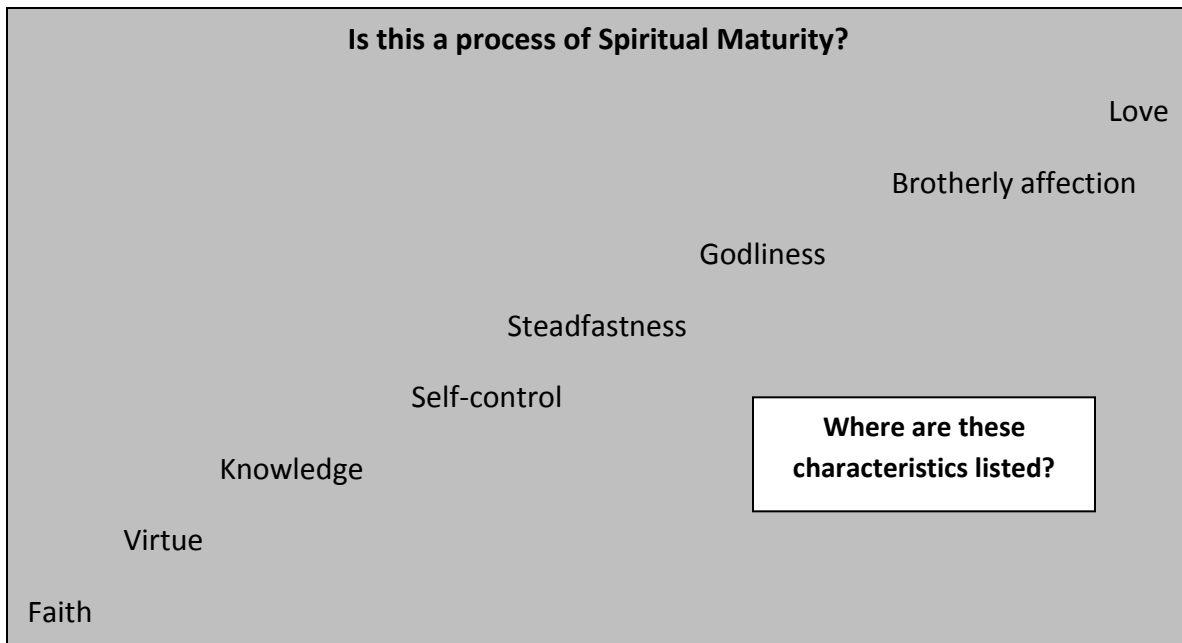 Is this a process of Spiritual Maturity?
Love
Brotherly affection
Godliness
Steadfastness
Self-control
Where are these
characteristics listed?
Knowledge
Virtue
Faith